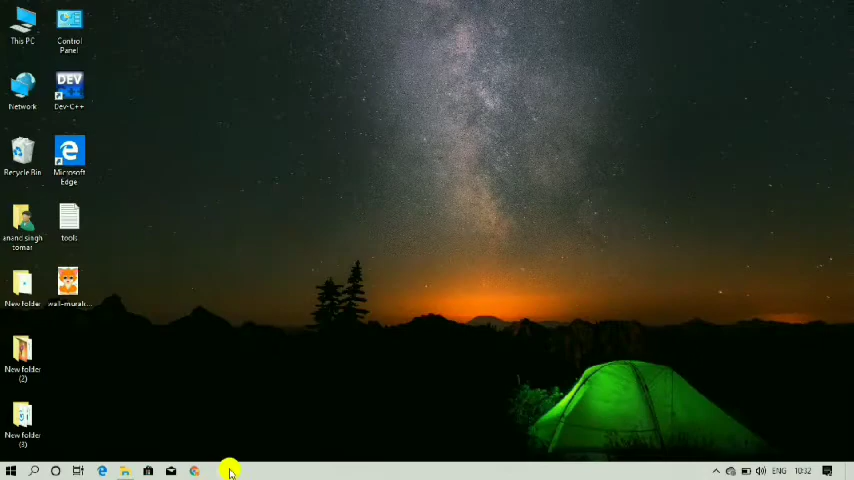 This PC
Control
Panel
Network
DEV
Dev-C++
Recycle Bin
Microsoft
Edge
anand singh
tomar
tools
New folder
wall-murals...
New folder
(2)
New folder
(3)
ENG
10:32